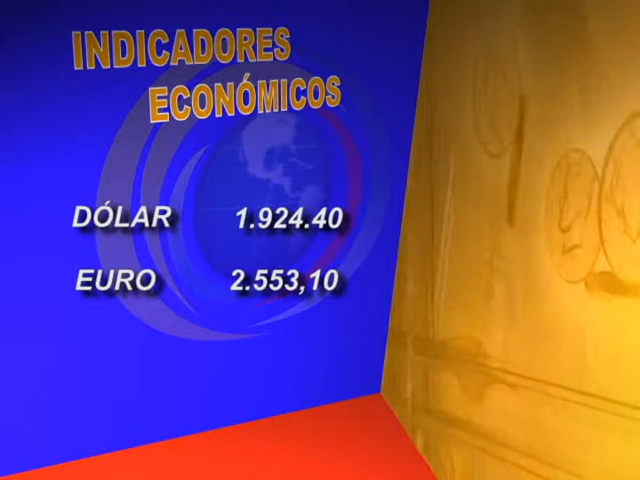 INDICADORES
ECONÓMICOS
DÓLAR 1.924.40
EURO 2.553,10